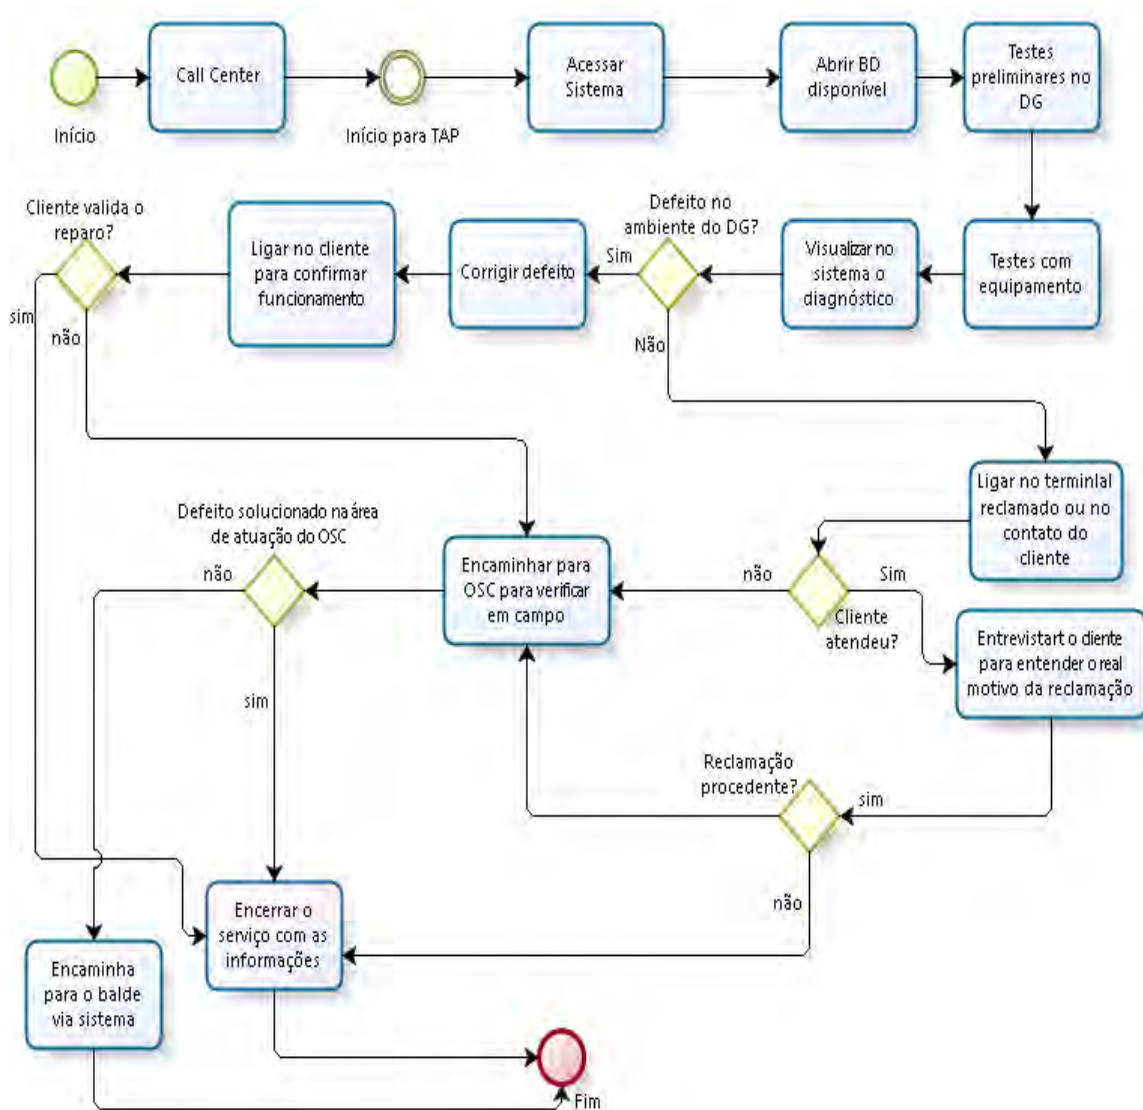 Call Center
Início
Início para TAP
Acessar
Sistema
Abrir BD
disponível
Testes
preliminares no
DG
Cliente valida o
reparo?
sim
não
Ligar no cliente
para confirmar
funcionamento
Corrigir defeito
Sim
Defeito no
ambiente do DG?
Não
Visualizar no
sistema o
diagnóstico
Testes com
equipamento
Ligar no terminlal
reclamado ou no
contato do
cliente
Defeito solucionado na área
de atuação do OSC
não
sim
Encaminhar para
OSC para verificar
em campo
não
Sim
Cliente
atendeu?
Entrevistart o cliente
para entender o real
motivo da reclamação
Reclamação
procedente?
sim
não
Encerrar o
serviço com as
informações
Encaminha
para o balde
via sistema
Fim